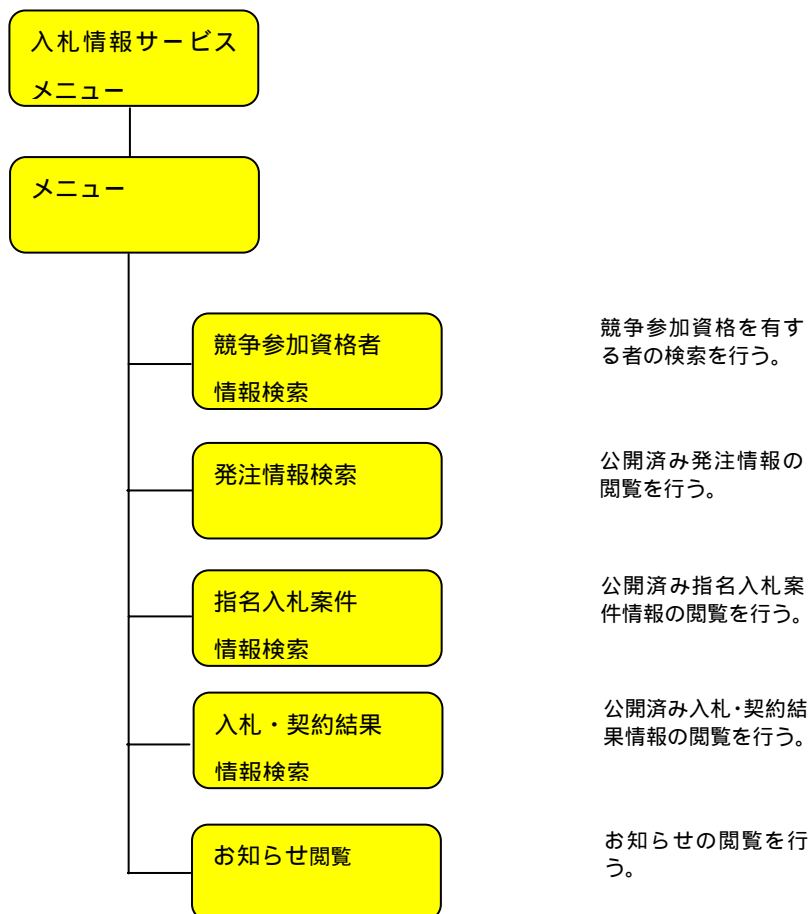 入札情報サービス
メニュー
メニュー
競争参加資格者
情報検索
競争参加資格を有す
る者の検索を行う。
発注情報検索
公開済み発注情報の
閲覧を行う。
指名入札案件
情報検索
公開済み指名入札案
件情報の閲覧を行う。
入札・契約結果
情報検索
公開済み入札・契約結
果情報の閲覧を行う。
お知らせ閲覧
お知らせの閲覧を行
う。